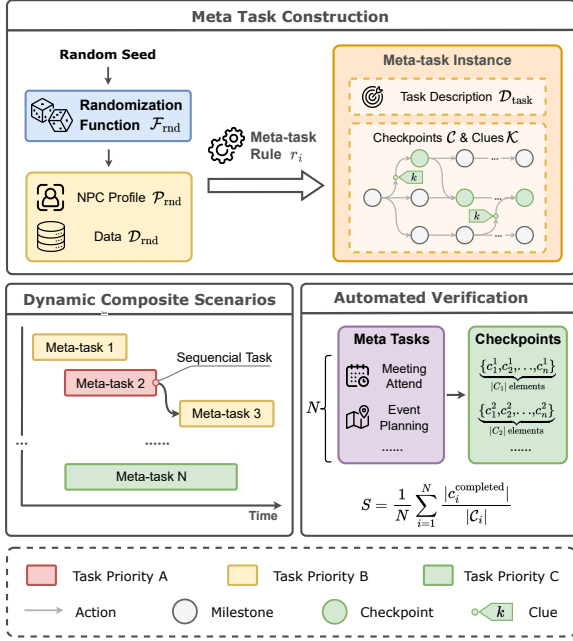 Meta Task Construction
Random Seed
Randomization
Function 𝓕rnd
NPC Profile 𝓟rnd
Data 𝓓rnd
Meta-task
Rule rᵢ
Meta-task Instance
Task Description 𝓓task
Checkpoints 𝓒 & Clues 𝓚
k
...
...
k
...
Dynamic Composite Scenarios
Meta-task 1
Sequencial Task
Meta-task 2
Meta-task 3
...
......
Meta-task N
Time
Automated Verification
Meta Tasks
Meeting
Attend
Event
Planning
......
N
Checkpoints
{c₁¹,c₂¹,...,cₙ¹}
|C₁| elements
{c₁²,c₂²,...,cₙ²}
|C₂| elements
......
S = 1/N ∑ᵢ₌₁ᴺ |cᵢ^completed| / |𝓒ᵢ|
Task Priority A
Task Priority B
Task Priority C
Action
Milestone
Checkpoint
k
Clue